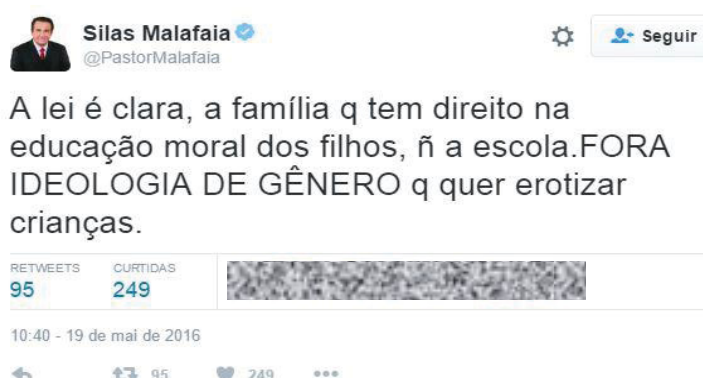 Silas Malafaia
@PastorMalafaia
Seguir
A lei é clara, a família q tem direito na
educação moral dos filhos, ñ a escola.FORA
IDEOLOGIA DE GÊNERO q quer erotizar
crianças.
RETWEETS CURTIDAS
95 249
10:40 - 19 de mai de 2016
95 249